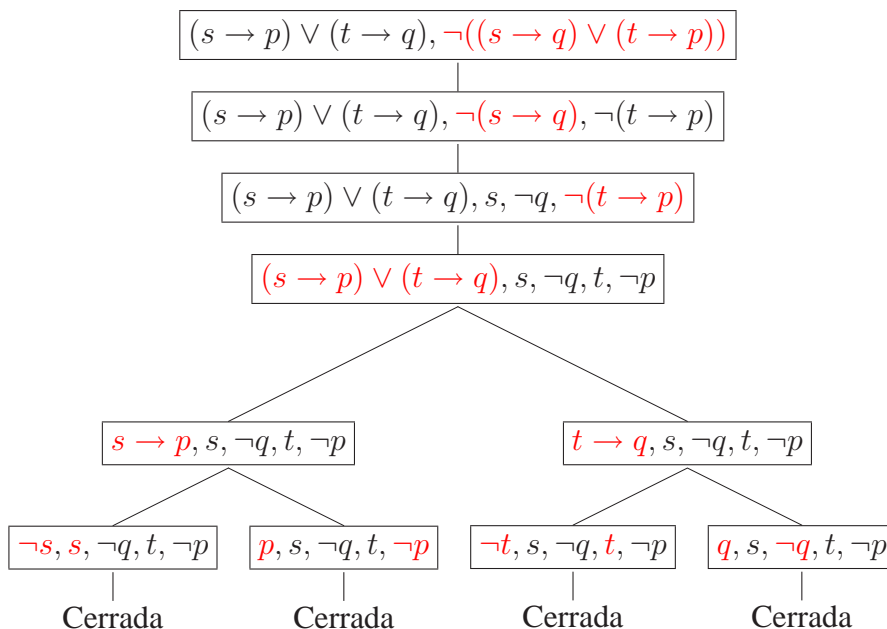 (s → p) ∨ (t → q), ¬((s → q) ∨ (t → p))
(s → p) ∨ (t → q), ¬(s → q), ¬(t → p)
(s → p) ∨ (t → q), s, ¬q, ¬(t → p)
(s → p) ∨ (t → q), s, ¬q, t, ¬p
s → p, s, ¬q, t, ¬p
t → q, s, ¬q, t, ¬p
¬s, s, ¬q, t, ¬p
p, s, ¬q, t, ¬p
¬t, s, ¬q, t, ¬p
q, s, ¬q, t, ¬p
Cerrada
Cerrada
Cerrada
Cerrada